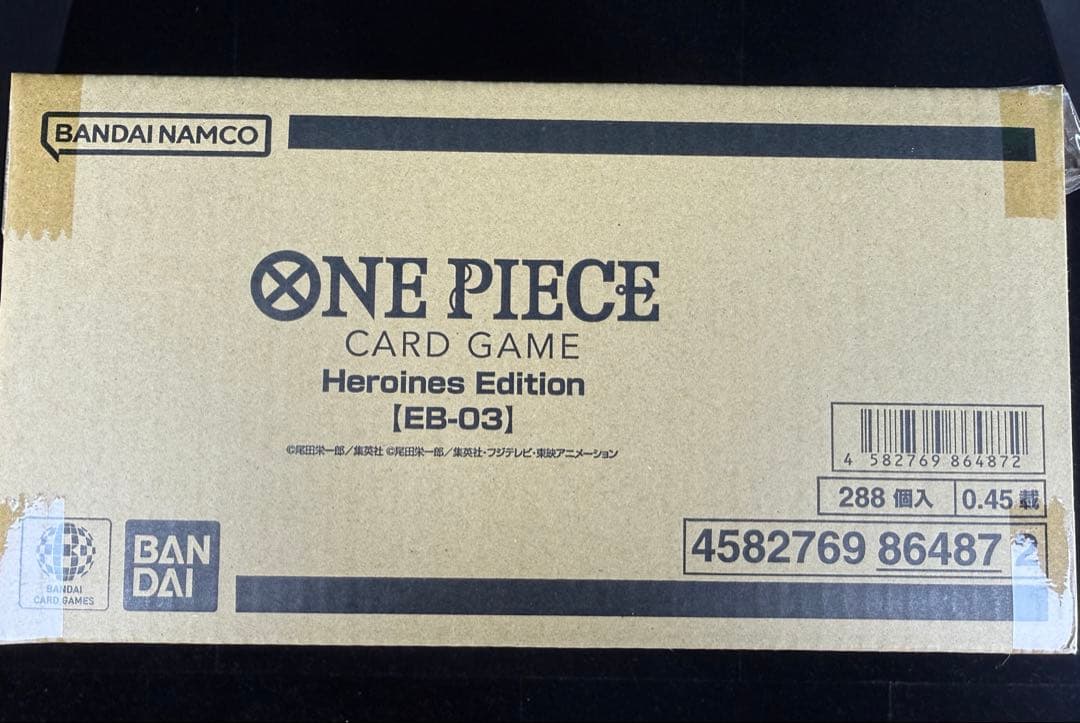 BANDAI NAMCO
ONE PIECE
CARD GAME
Heroines Edition
【EB-03】
©尾田栄一郎／集英社 ©尾田栄一郎／集英社・フジテレビ・東映アニメーション
4 582769 864872
288 個入
0.45 載
4582769 86487 2
BANDAI
CARD GAMES
BAN
DAI